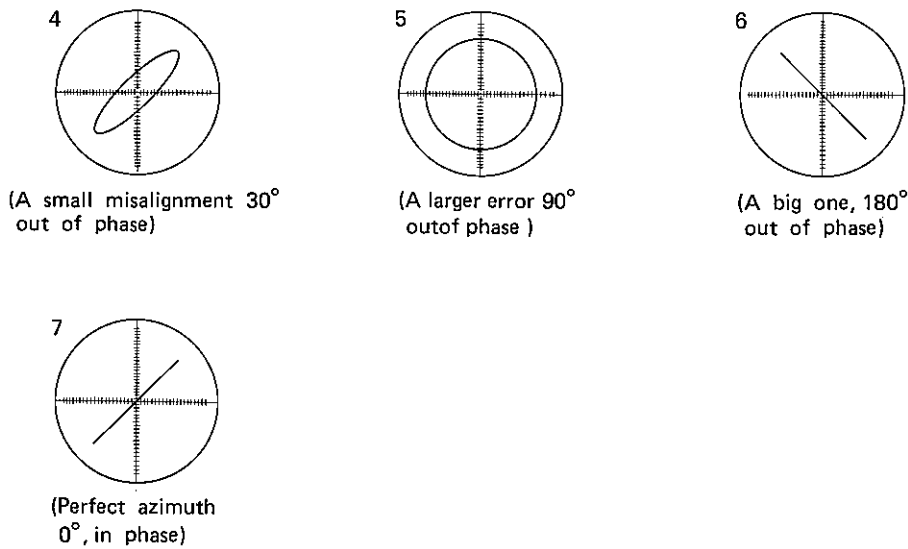 4
(A small misalignment 30°
out of phase)
5
(A larger error 90°
outof phase )
6
(A big one, 180°
out of phase)
7
(Perfect azimuth
0°, in phase)